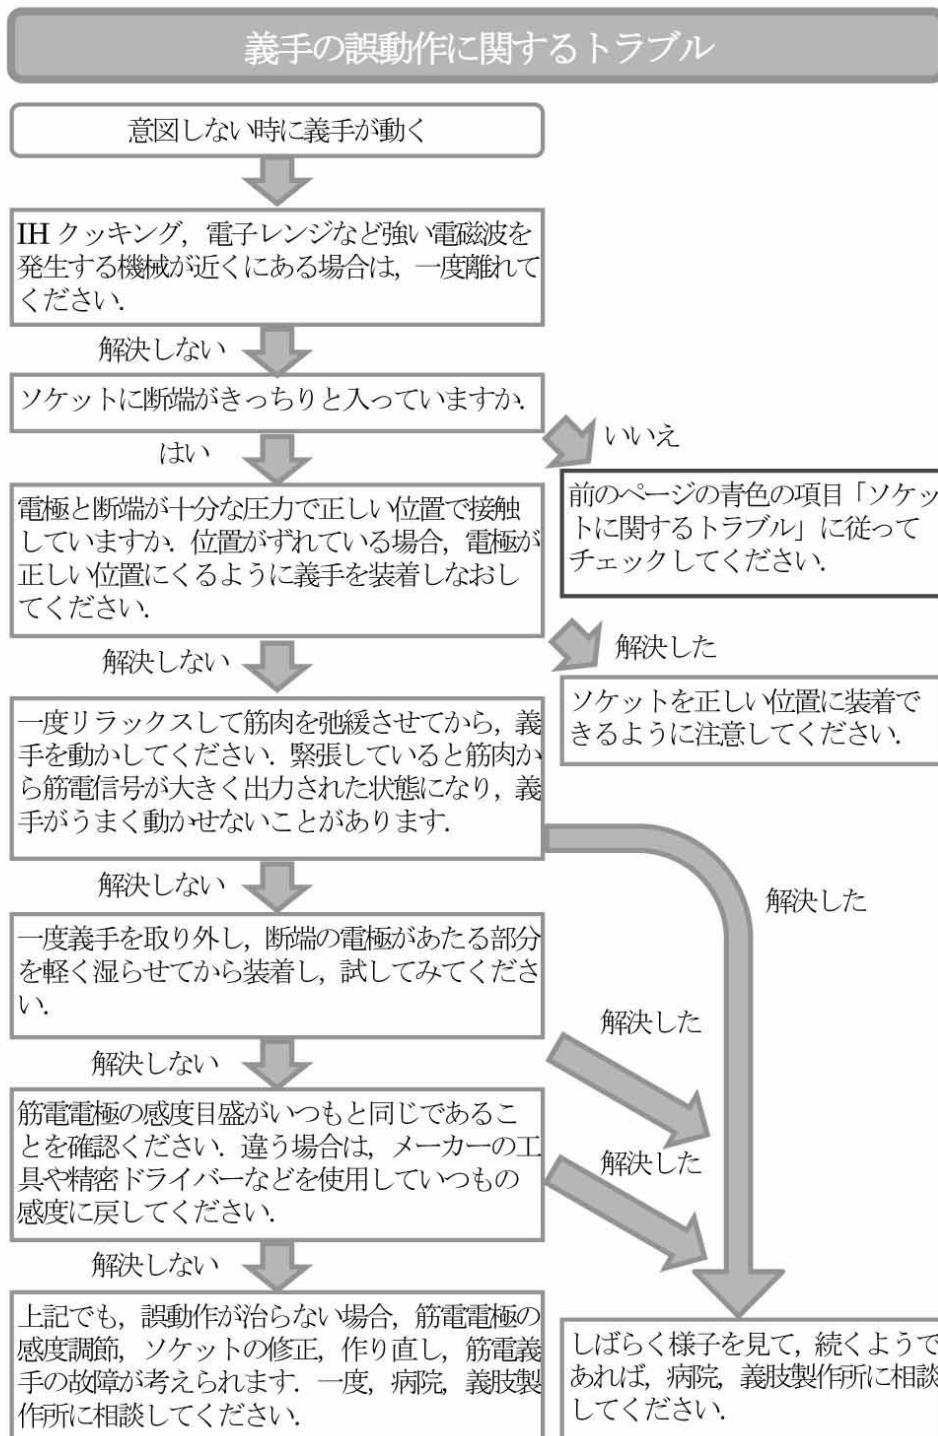 義手の誤動作に関するトラブル
意図しない時に義手が動く
IH クッキング，電子レンジなど強い電磁波を
発生する機械が近くにある場合は，一度離れて
ください．
解決しない
ソケットに断端がきっちりと入っていますか．
はい
いいえ
電極と断端が十分な圧力で正しい位置で接触
していますか．位置がずれている場合，電極が
正しい位置にくるように義手を装着しなおし
てください．
前のページの青色の項目「ソケッ
トに関するトラブル」に従って
チェックしてください．
解決しない
解決した
一度リラックスして筋肉を弛緩させてから，義
手を動かしてください．緊張していると筋肉か
ら筋電信号が大きく出力された状態になり，義
手がうまく動かせないことがあります．
ソケットを正しい位置に装着で
きるように注意してください．
解決しない
解決した
一度義手を取り外し，断端の電極があたる部分
を軽く湿らせてから装着し，試してみてくださ
い．
解決しない
解決した
筋電電極の感度目盛がいつもと同じであるこ
とを確認ください．違う場合は，メーカーの工
具や精密ドライバーなどを使用していつもの
感度に戻してください．
解決しない
解決した
上記でも，誤動作が治らない場合，筋電電極の
感度調節，ソケットの修正，作り直し，筋電義
手の故障が考えられます．一度，病院，義肢製
作所に相談してください．
しばらく様子を見て，続くようで
あれば，病院，義肢製作所に相談
してください．